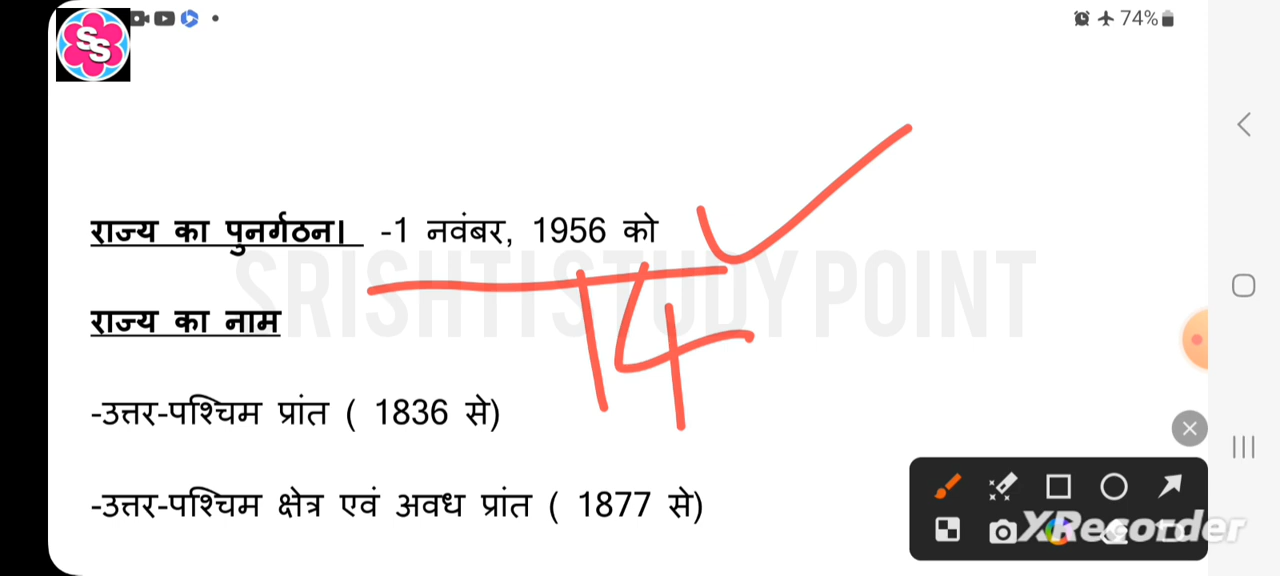 SS
74%
राज्य का पुनर्गठन। -1 नवंबर, 1956 को
14
SRISHTI STUDY POINT
राज्य का नाम
-उत्तर-पश्चिम प्रांत ( 1836 से)
-उत्तर-पश्चिम क्षेत्र एवं अवध प्रांत ( 1877 से)
XRecorder